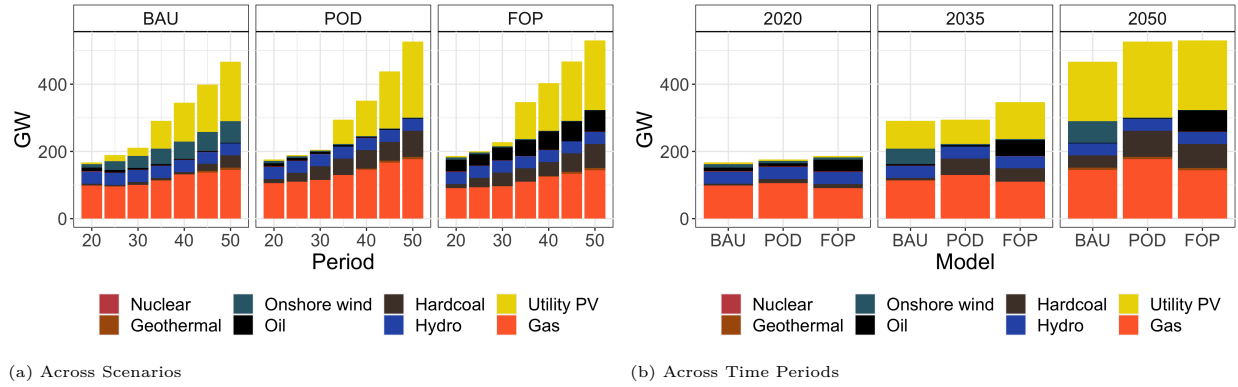 BAU POD FOP
400
200
0
GW
20 30 40 50 20 30 40 50 20 30 40 50
Period
Nuclear Onshore wind Hardcoal Utility PV
Geothermal Oil Hydro Gas
(a) Across Scenarios
2020 2035 2050
400
200
0
GW
BAU POD FOP BAU POD FOP BAU POD FOP
Model
Nuclear Onshore wind Hardcoal Utility PV
Geothermal Oil Hydro Gas
(b) Across Time Periods